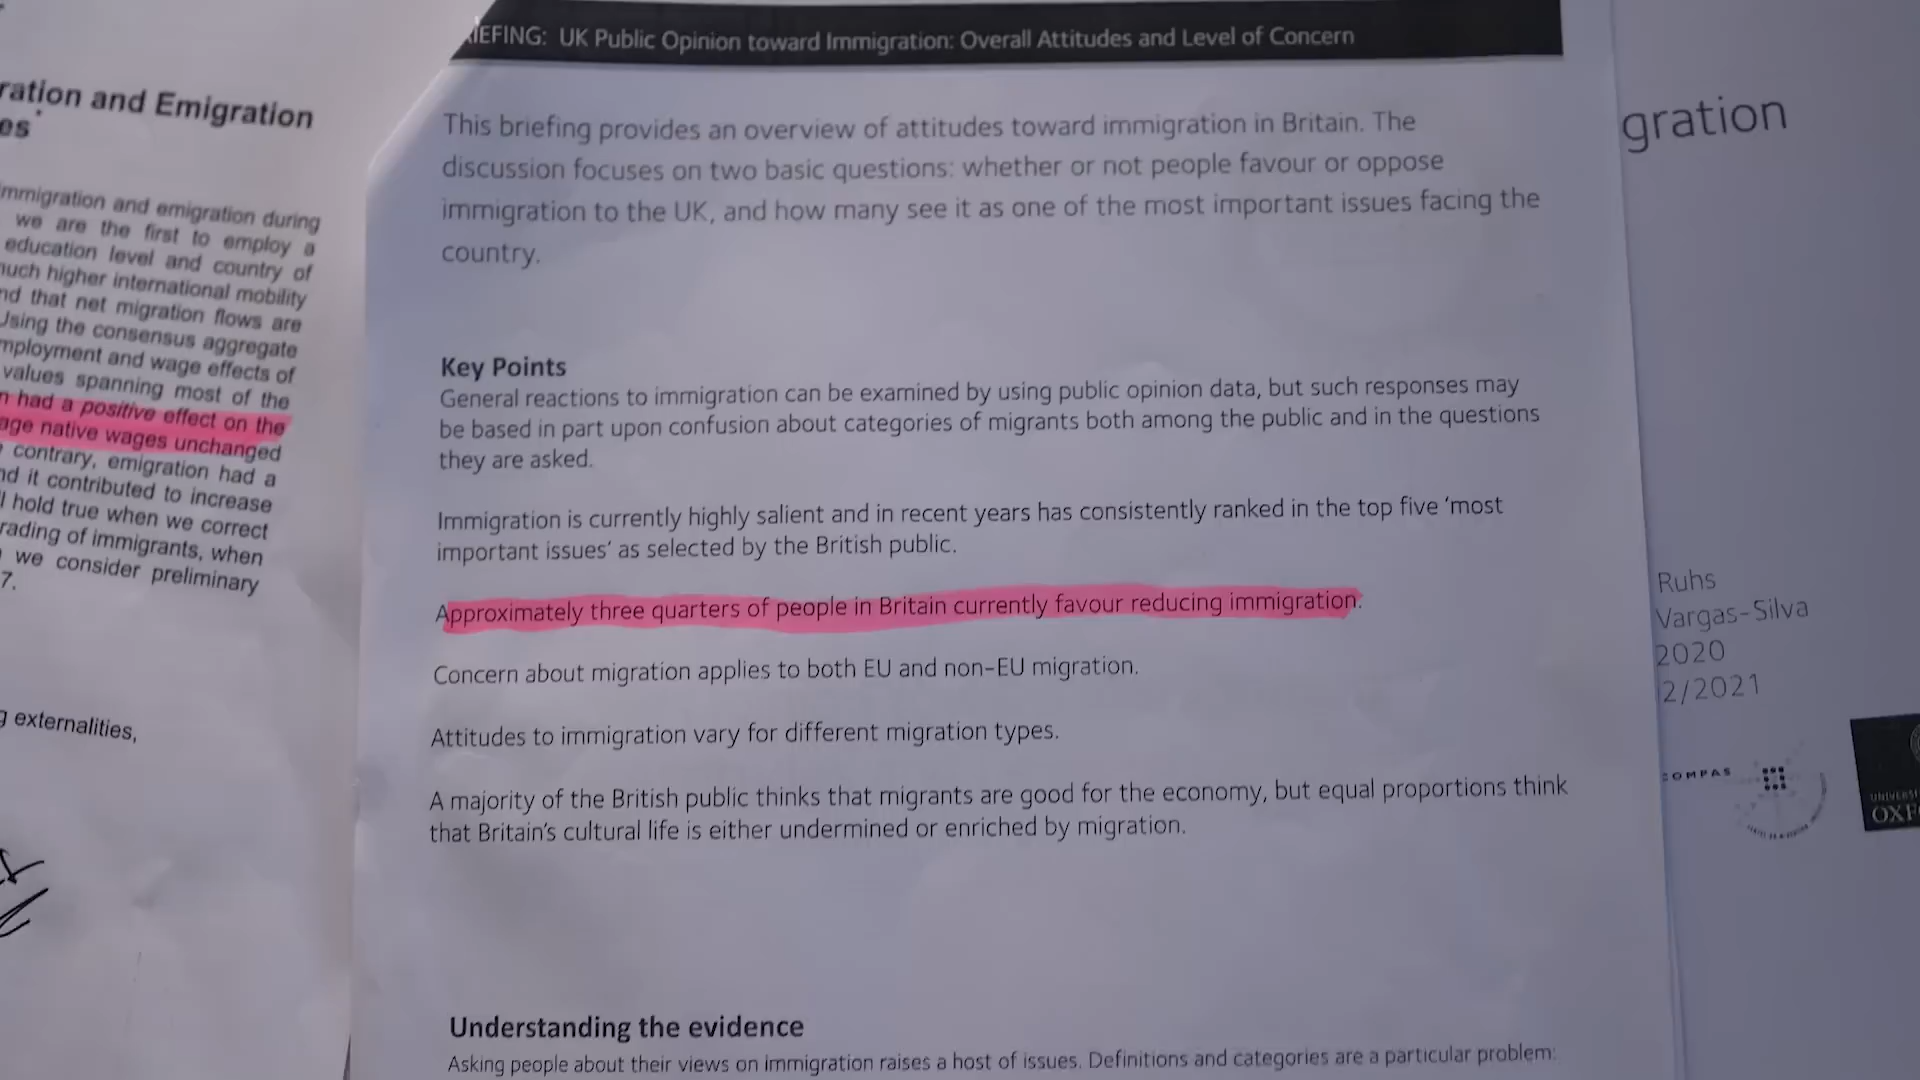 ration and Emigration
es*
mmigration and emigration during
we are the first to employ a
education level and country of
much higher international mobility
nd that net migration flows are
Using the consensus aggregate
mployment and wage effects of
values spanning most of the
n had a positive effect on the
age native wages unchanged
contrary, emigration had a
nd it contributed to increase
l hold true when we correct
rading of immigrants, when
we consider preliminary
7.
g externalities,
IEFING: UK Public Opinion toward Immigration: Overall Attitudes and Level of Concern
This briefing provides an overview of attitudes toward immigration in Britain. The
discussion focuses on two basic questions: whether or not people favour or oppose
immigration to the UK, and how many see it as one of the most important issues facing the
country.
Key Points
General reactions to immigration can be examined by using public opinion data, but such responses may
be based in part upon confusion about categories of migrants both among the public and in the questions
they are asked.
Immigration is currently highly salient and in recent years has consistently ranked in the top five ‘most
important issues’ as selected by the British public.
Approximately three quarters of people in Britain currently favour reducing immigration.
Concern about migration applies to both EU and non-EU migration.
Attitudes to immigration vary for different migration types.
A majority of the British public thinks that migrants are good for the economy, but equal proportions think
that Britain’s cultural life is either undermined or enriched by migration.
Understanding the evidence
Asking people about their views on immigration raises a host of issues. Definitions and categories are a particular problem:
gration
Ruhs
Vargas-Silva
2020
2/2021
COMPAS
UNIVERSI
OXF